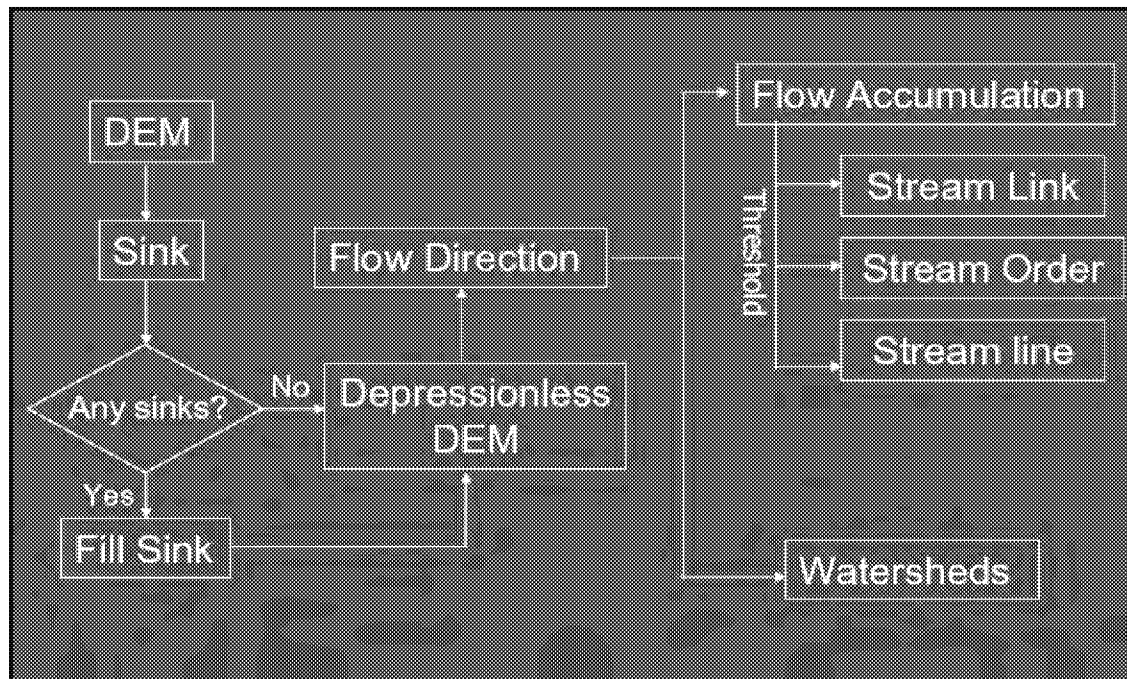 DEM
Sink
Any sinks?
Yes
Fill Sink
No
Depressionless
DEM
Flow Direction
Flow Accumulation
Threshold
Stream Link
Stream Order
Stream line
Watersheds